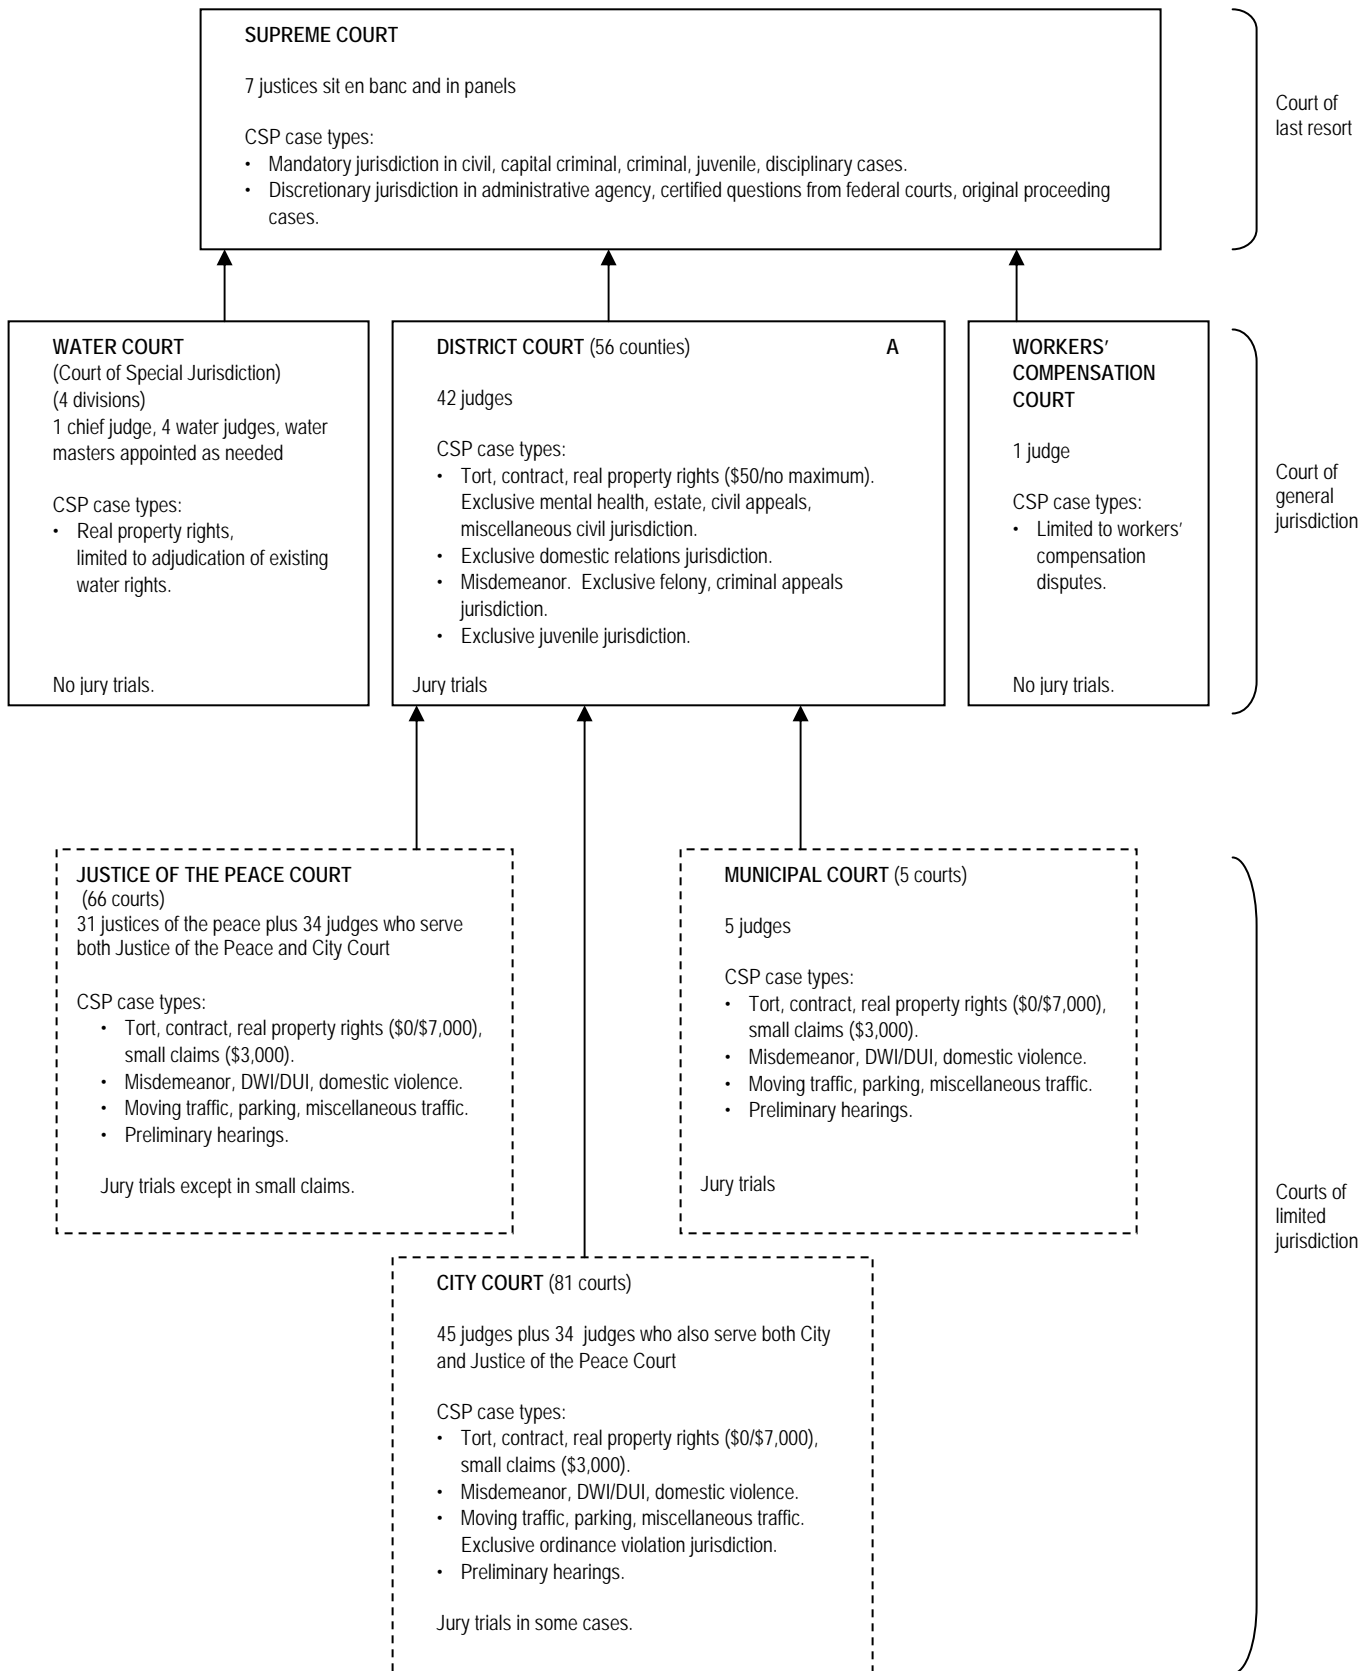 SUPREME COURT
7 justices sit en banc and in panels
CSP case types:
• Mandatory jurisdiction in civil, capital criminal, criminal, juvenile, disciplinary cases.
• Discretionary jurisdiction in administrative agency, certified questions from federal courts, original proceeding
cases.
Court of
last resort
WATER COURT
(Court of Special Jurisdiction)
(4 divisions)
1 chief judge, 4 water judges, water
masters appointed as needed
CSP case types:
• Real property rights,
limited to adjudication of existing
water rights.
No jury trials.
DISTRICT COURT (56 counties) A
42 judges
CSP case types:
• Tort, contract, real property rights ($50/no maximum).
Exclusive mental health, estate, civil appeals,
miscellaneous civil jurisdiction.
• Exclusive domestic relations jurisdiction.
• Misdemeanor. Exclusive felony, criminal appeals
jurisdiction.
• Exclusive juvenile jurisdiction.
Jury trials
WORKERS'
COMPENSATION
COURT
1 judge
CSP case types:
• Limited to workers'
compensation
disputes.
No jury trials.
Court of
general
jurisdiction
JUSTICE OF THE PEACE COURT
(66 courts)
31 justices of the peace plus 34 judges who serve
both Justice of the Peace and City Court
CSP case types:
• Tort, contract, real property rights ($0/$7,000),
small claims ($3,000).
• Misdemeanor, DWI/DUI, domestic violence.
• Moving traffic, parking, miscellaneous traffic.
• Preliminary hearings.
Jury trials except in small claims.
MUNICIPAL COURT (5 courts)
5 judges
CSP case types:
• Tort, contract, real property rights ($0/$7,000),
small claims ($3,000).
• Misdemeanor, DWI/DUI, domestic violence.
• Moving traffic, parking, miscellaneous traffic.
• Preliminary hearings.
Jury trials
Courts of
limited
jurisdiction
CITY COURT (81 courts)
45 judges plus 34 judges who also serve both City
and Justice of the Peace Court
CSP case types:
• Tort, contract, real property rights ($0/$7,000),
small claims ($3,000).
• Misdemeanor, DWI/DUI, domestic violence.
• Moving traffic, parking, miscellaneous traffic.
Exclusive ordinance violation jurisdiction.
• Preliminary hearings.
Jury trials in some cases.